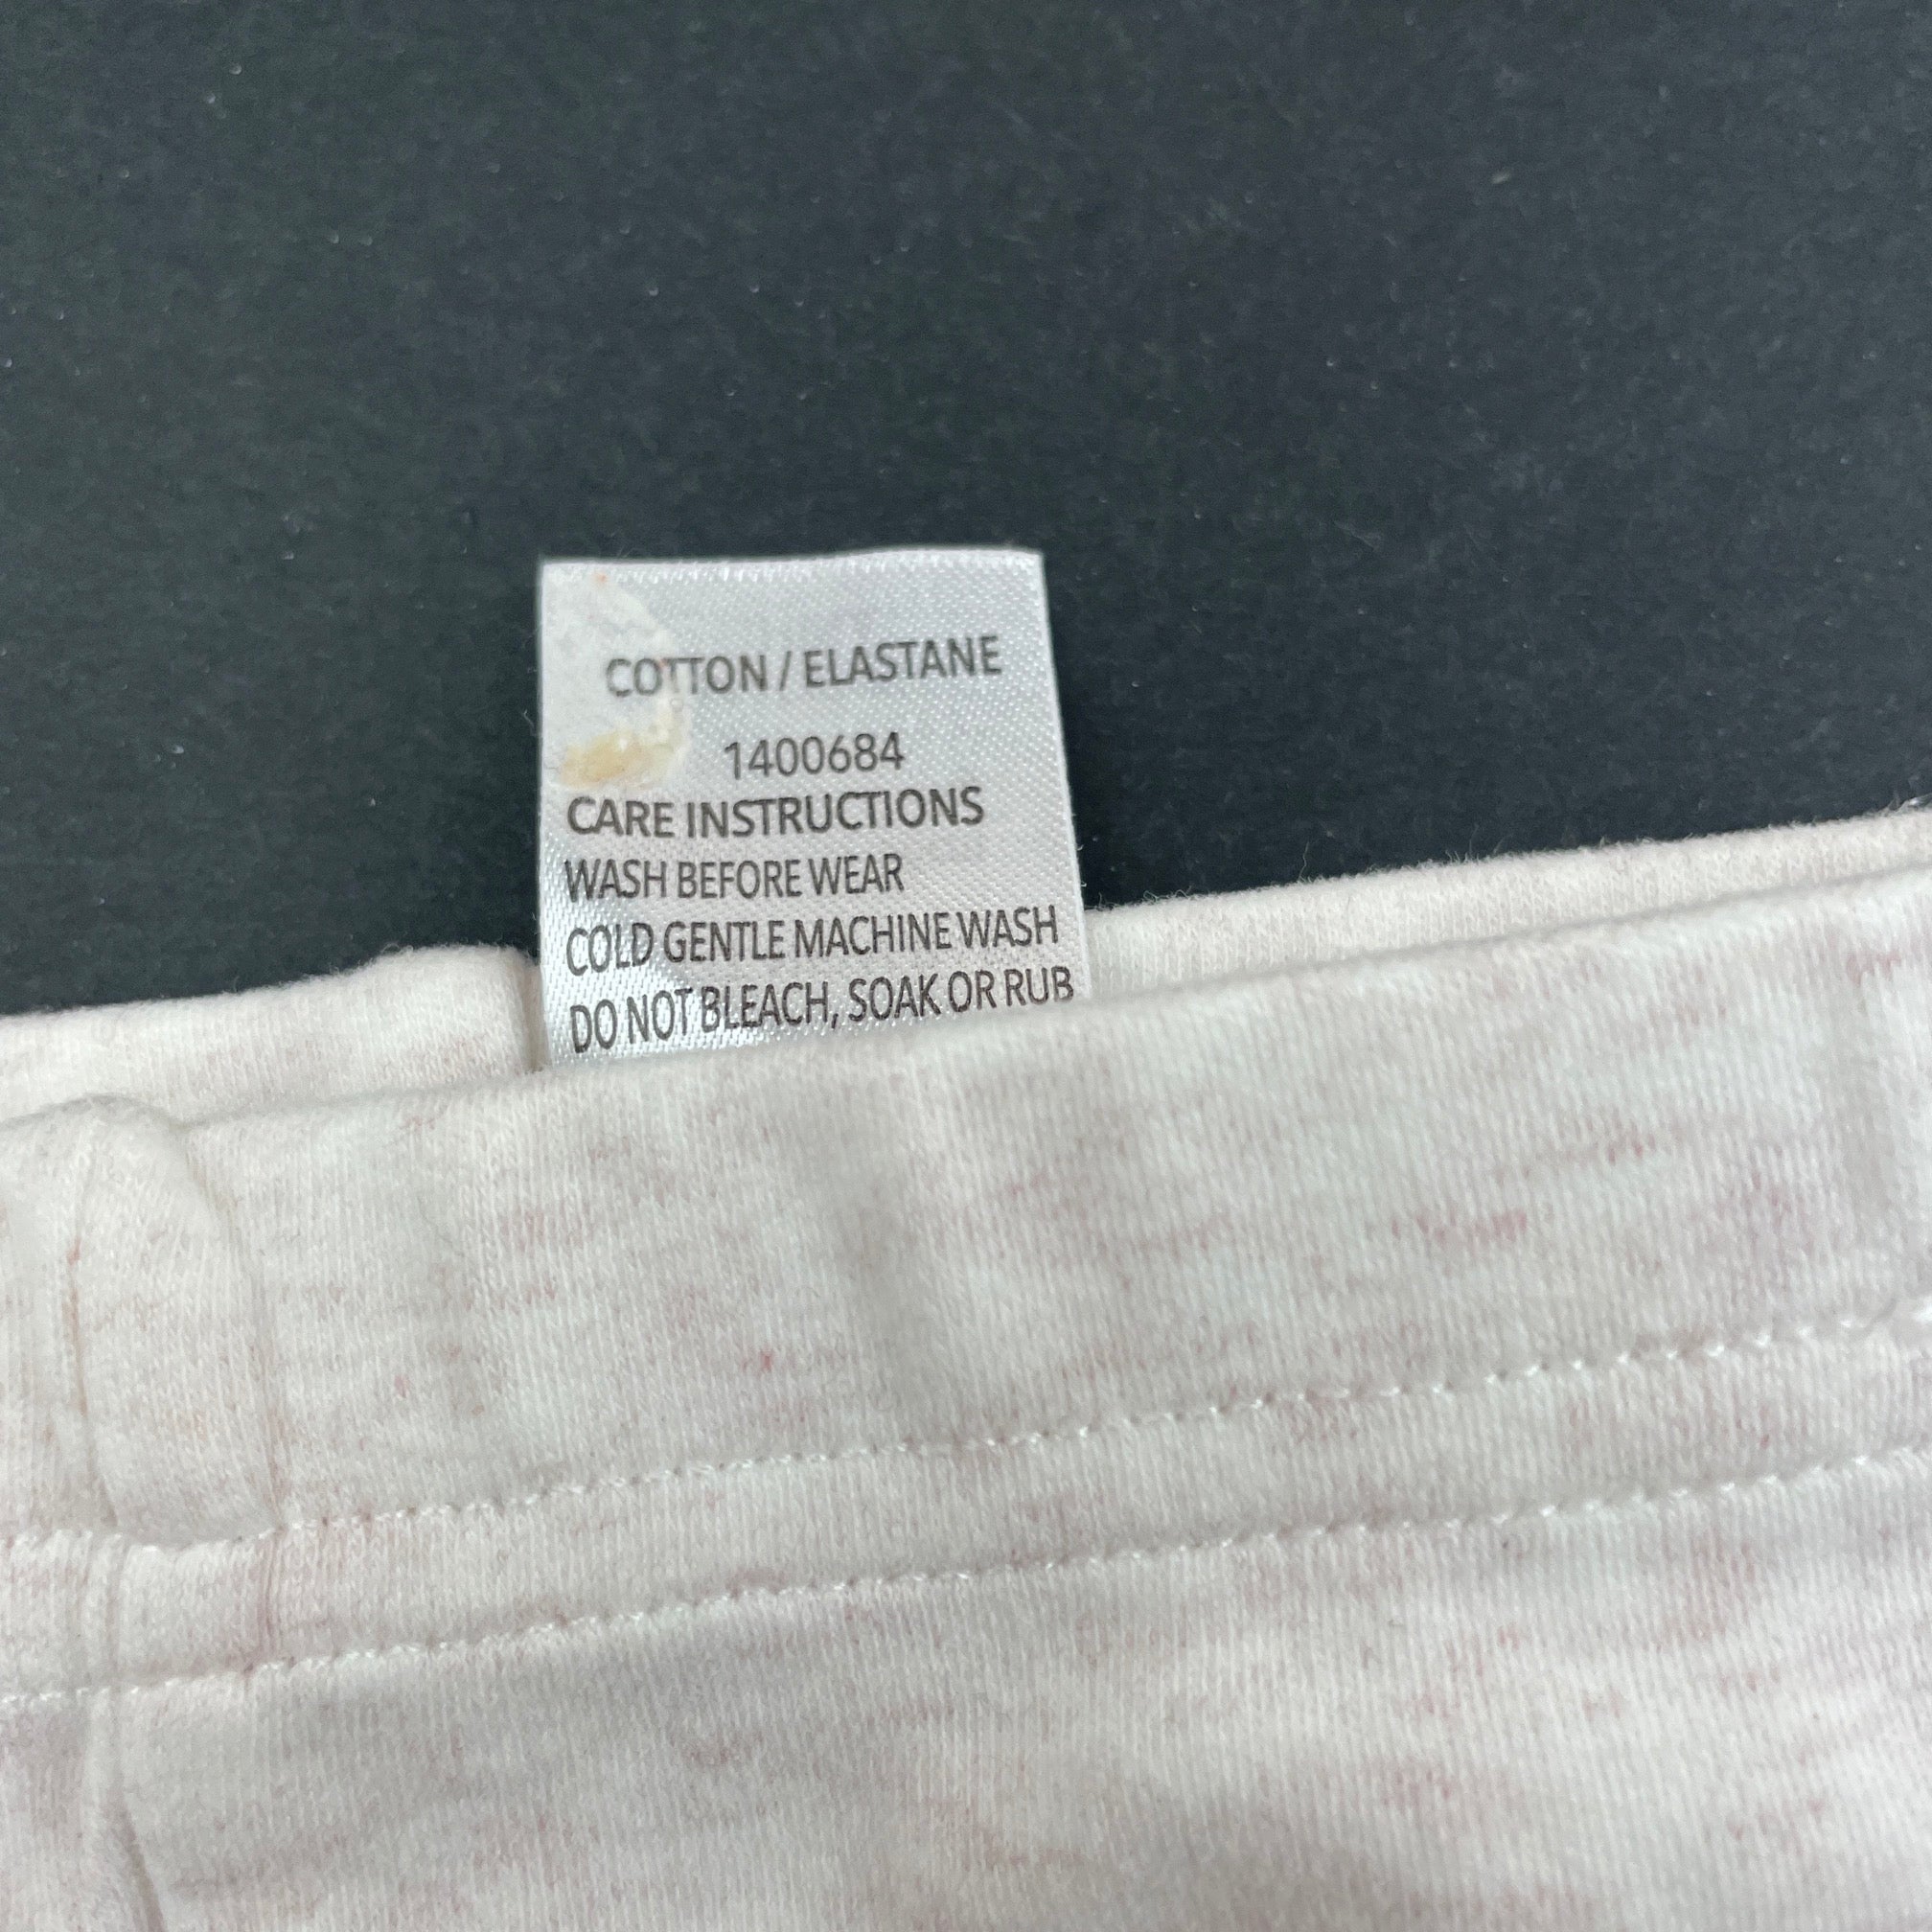 COTTON / ELASTANE
1400684
CARE INSTRUCTIONS
WASH BEFORE WEAR
COLD GENTLE MACHINE WASH
DO NOT BLEACH, SOAK OR RUB